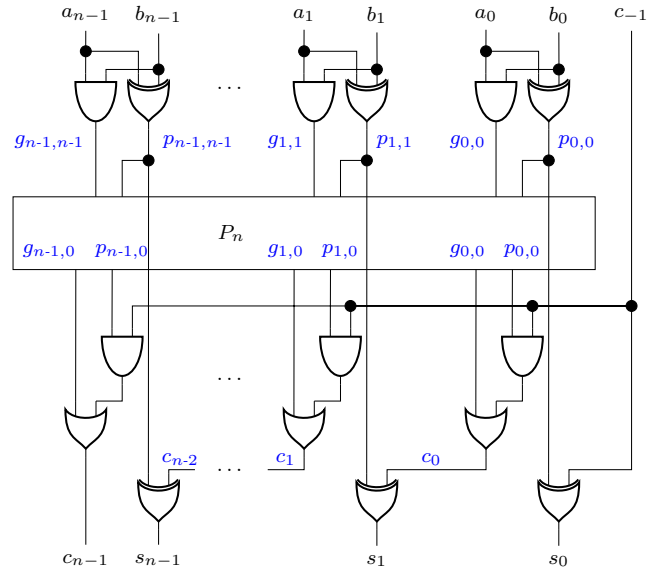 a_{n−1} b_{n−1} a_1 b_1 a_0 b_0 c_{−1}
...
g_{n-1,n-1} p_{n-1,n-1} g_{1,1} p_{1,1} g_{0,0} p_{0,0}
P_n
g_{n-1,0} p_{n-1,0} g_{1,0} p_{1,0} g_{0,0} p_{0,0}
...
c_{n-2} ... c_1 c_0
c_{n−1} s_{n−1} s_1 s_0